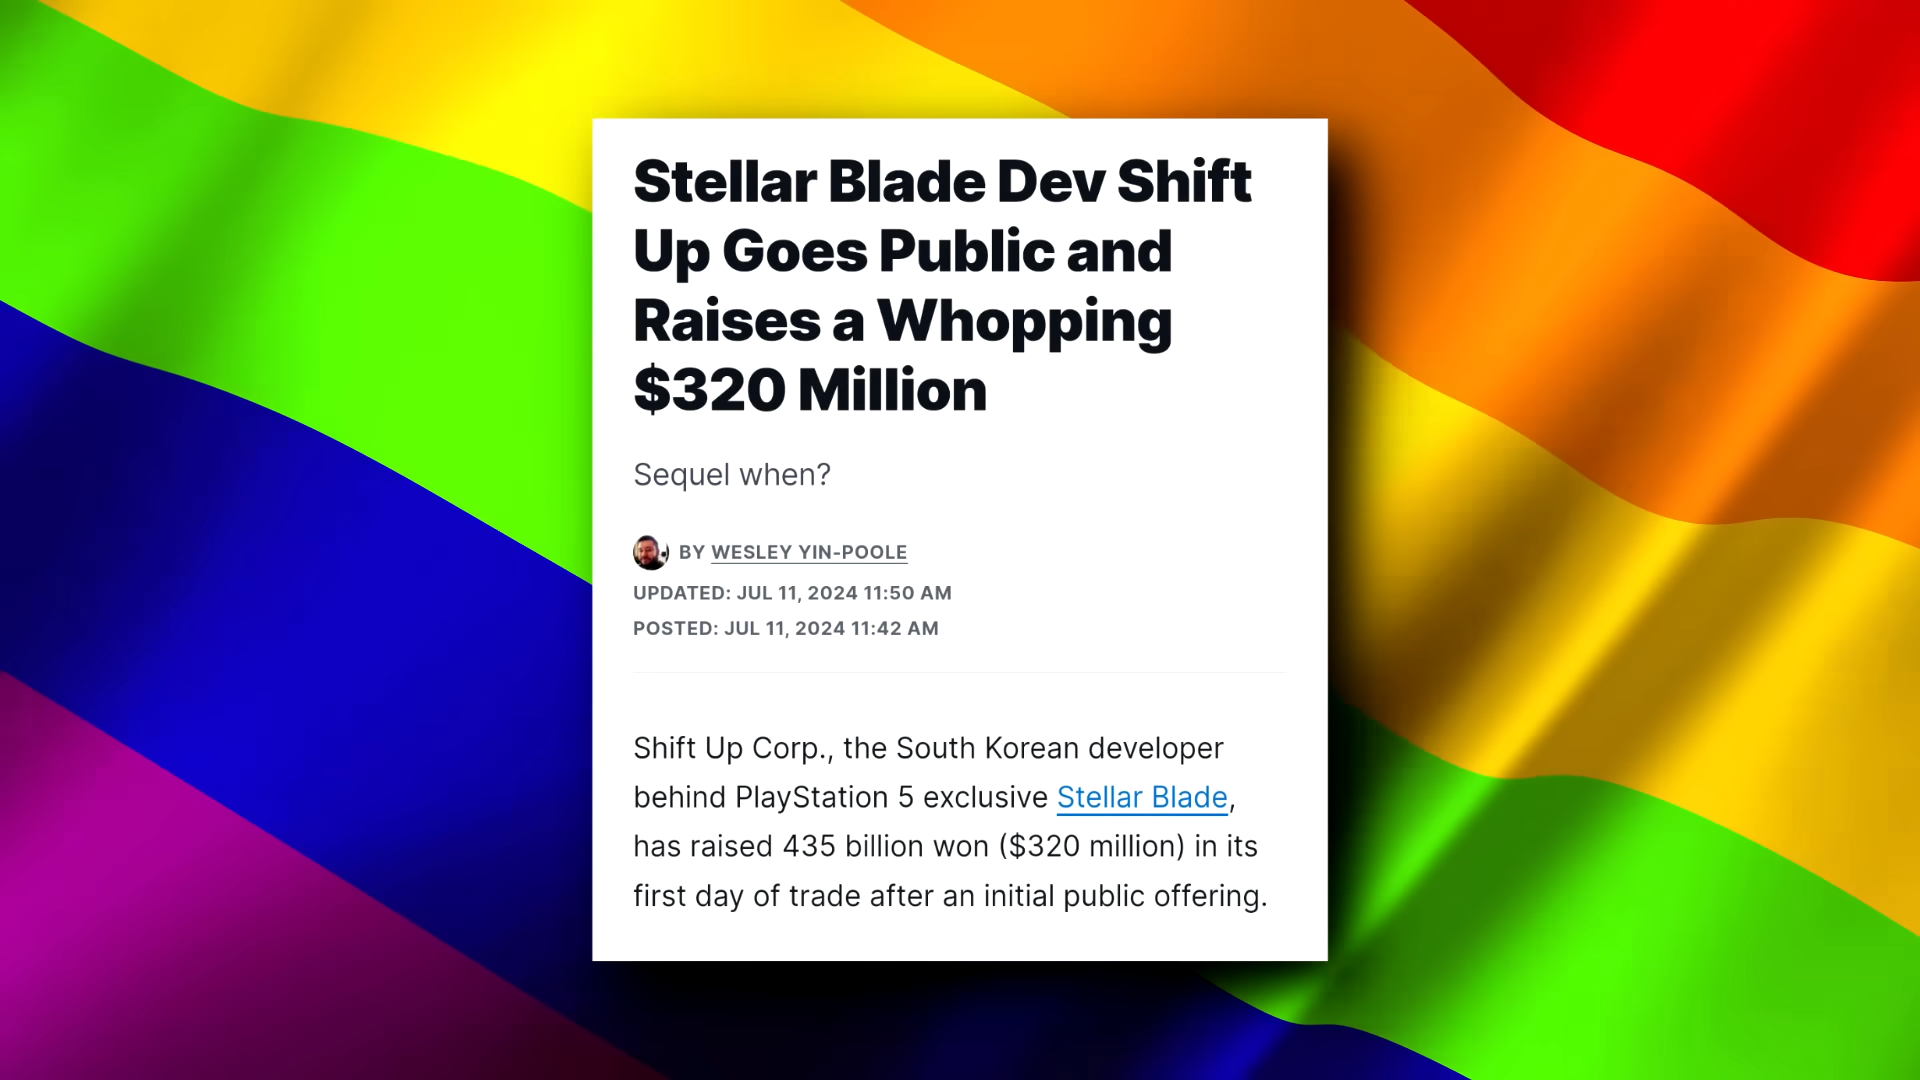 Stellar Blade Dev Shift
Up Goes Public and
Raises a Whopping
$320 Million
Sequel when?
BY WESLEY YIN-POOLE
UPDATED: JUL 11, 2024 11:50 AM
POSTED: JUL 11, 2024 11:42 AM
Shift Up Corp., the South Korean developer
behind PlayStation 5 exclusive Stellar Blade,
has raised 435 billion won ($320 million) in its
first day of trade after an initial public offering.